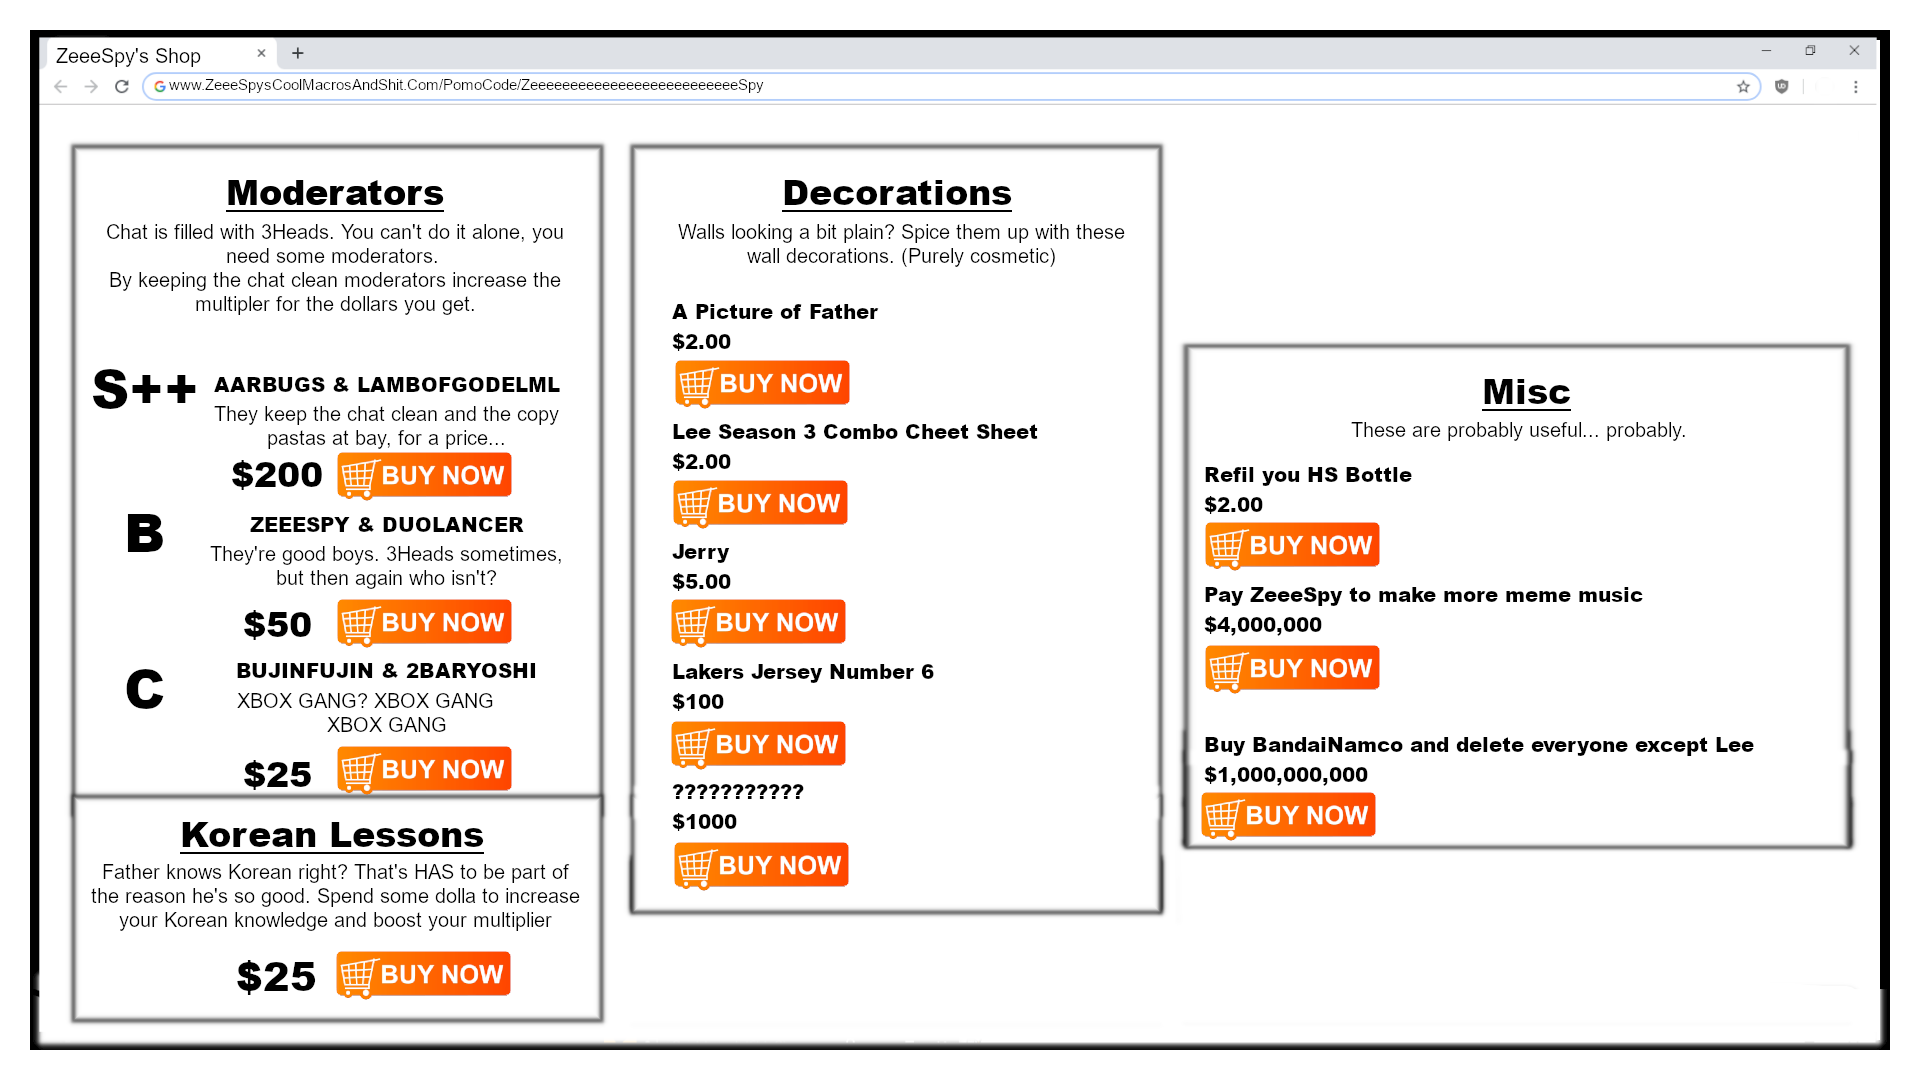 ZeeeSpy's Shop
www.ZeeeSpysCoolMacrosAndShit.Com/PomoCode/ZeeeeeeeeeeeeeeeeeeeeeeeeeeeSpy
Moderators
Chat is filled with 3Heads. You can't do it alone, you
need some moderators.
By keeping the chat clean moderators increase the
multipler for the dollars you get.
S++
AARBUGS & LAMBOFGODELML
They keep the chat clean and the copy
pastas at bay, for a price...
$200
BUY NOW
B
ZEEESPY & DUOLANCER
They're good boys. 3Heads sometimes,
but then again who isn't?
$50
BUY NOW
C
BUJINFUJIN & 2BARYOSHI
XBOX GANG? XBOX GANG
XBOX GANG
$25
BUY NOW
Korean Lessons
Father knows Korean right? That's HAS to be part of
the reason he's so good. Spend some dolla to increase
your Korean knowledge and boost your multiplier
$25
BUY NOW
Decorations
Walls looking a bit plain? Spice them up with these
wall decorations. (Purely cosmetic)
A Picture of Father
$2.00
BUY NOW
Lee Season 3 Combo Cheet Sheet
$2.00
BUY NOW
Jerry
$5.00
BUY NOW
Lakers Jersey Number 6
$100
BUY NOW
???????????
$1000
BUY NOW
Misc
These are probably useful... probably.
Refil you HS Bottle
$2.00
BUY NOW
Pay ZeeeSpy to make more meme music
$4,000,000
BUY NOW
Buy BandaiNamco and delete everyone except Lee
$1,000,000,000
BUY NOW